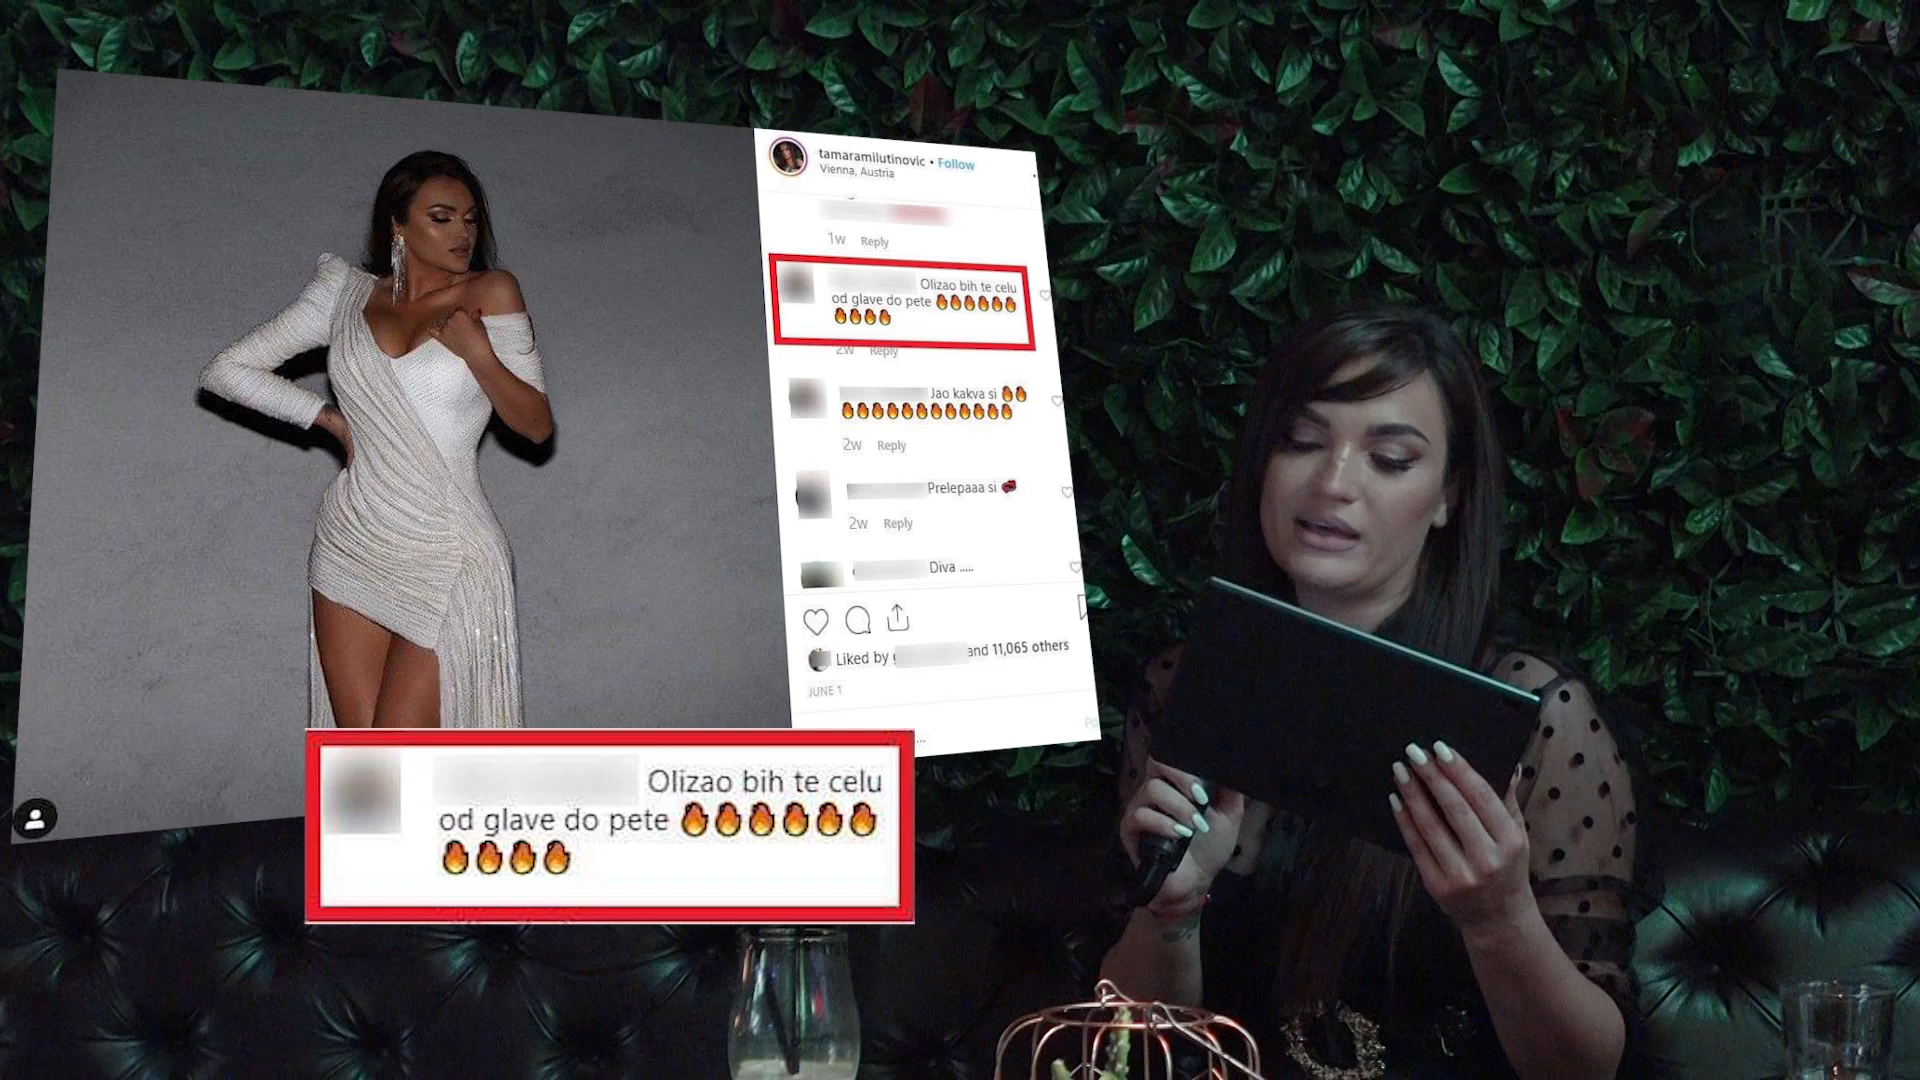 tamaramilutinovic • Follow
Vienna, Austria
1w Reply
Olizao bih te celu
od glave do pete 🔥🔥🔥🔥🔥🔥
🔥🔥🔥🔥
2w Reply
Jao kakva si 🔥🔥
🔥🔥🔥🔥🔥🔥🔥🔥🔥🔥🔥🔥
2w Reply
Prelepaaa si 💋
2w Reply
Diva .....
Liked by and 11,065 others
JUNE 1
Olizao bih te celu
od glave do pete 🔥🔥🔥🔥🔥🔥
🔥🔥🔥🔥